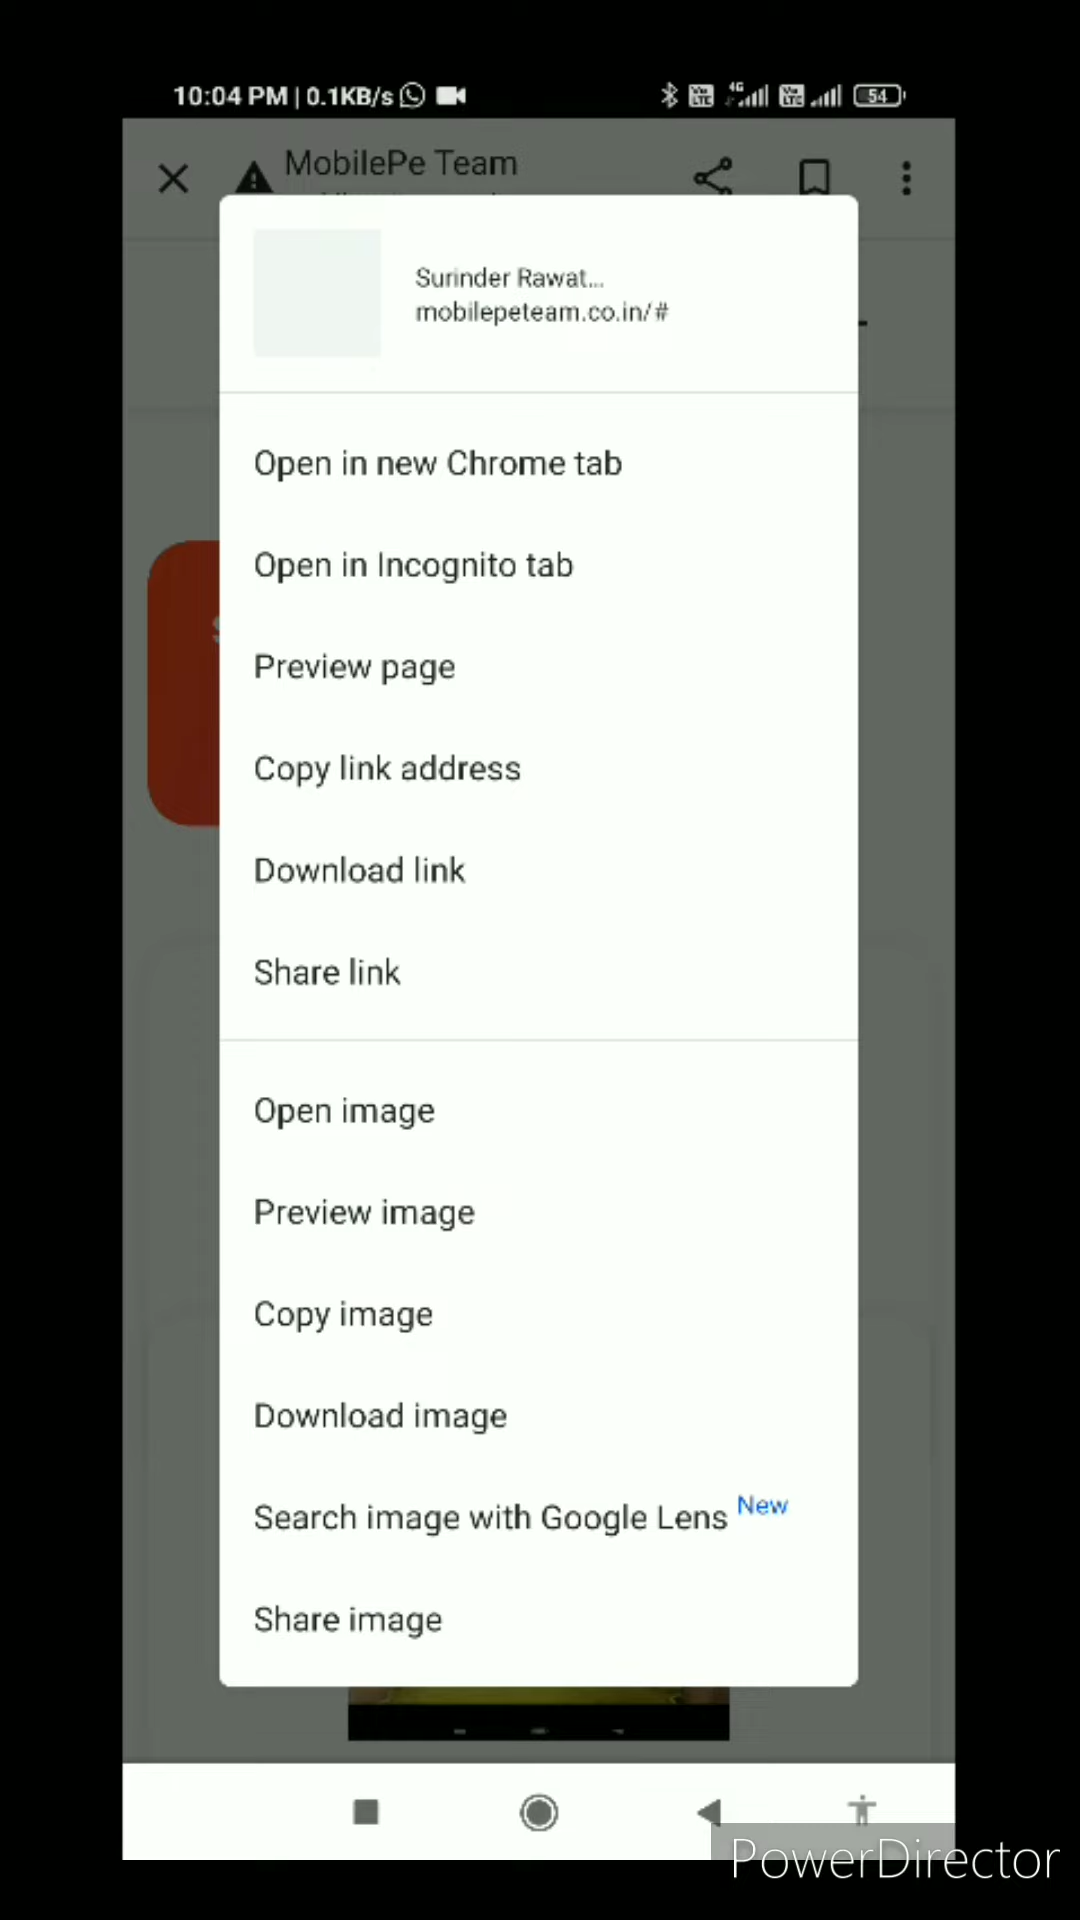 10:04 PM | 0.1KB/s
4G
54
MobilePe Team
Surinder Rawat...
mobilepeteam.co.in/#
Open in new Chrome tab
Open in Incognito tab
Preview page
Copy link address
Download link
Share link
Open image
Preview image
Copy image
Download image
Search image with Google Lens New
Share image
PowerDirector